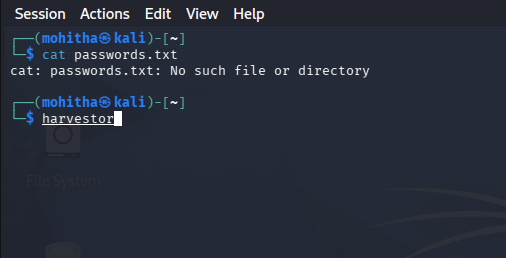 Session Actions Edit View Help
┌──(mohitha㉿kali)-[~]
└─$ cat passwords.txt
cat: passwords.txt: No such file or directory
┌──(mohitha㉿kali)-[~]
└─$ harvestor
File System